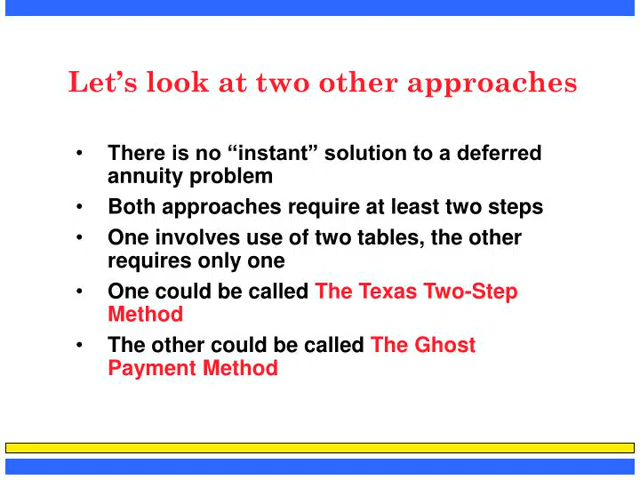 Let’s look at two other approaches
• There is no “instant” solution to a deferred
annuity problem
• Both approaches require at least two steps
• One involves use of two tables, the other
requires only one
• One could be called The Texas Two-Step
Method
• The other could be called The Ghost
Payment Method